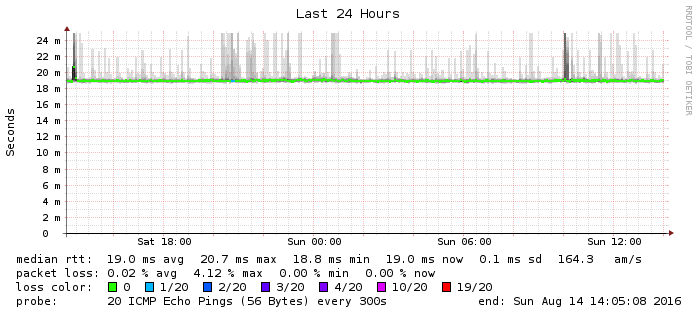 Last 24 Hours
RRDTOOL / TOBI OETIKER
Seconds
24 m
22 m
20 m
18 m
16 m
14 m
12 m
10 m
8 m
6 m
4 m
2 m
0
Sat 18:00 Sun 00:00 Sun 06:00 Sun 12:00
median rtt: 19.0 ms avg 20.7 ms max 18.8 ms min 19.0 ms now 0.1 ms sd 164.3 am/s
packet loss: 0.02 % avg 4.12 % max 0.00 % min 0.00 % now
loss color: 0 1/20 2/20 3/20 4/20 10/20 19/20
probe: 20 ICMP Echo Pings (56 Bytes) every 300s end: Sun Aug 14 14:05:08 2016